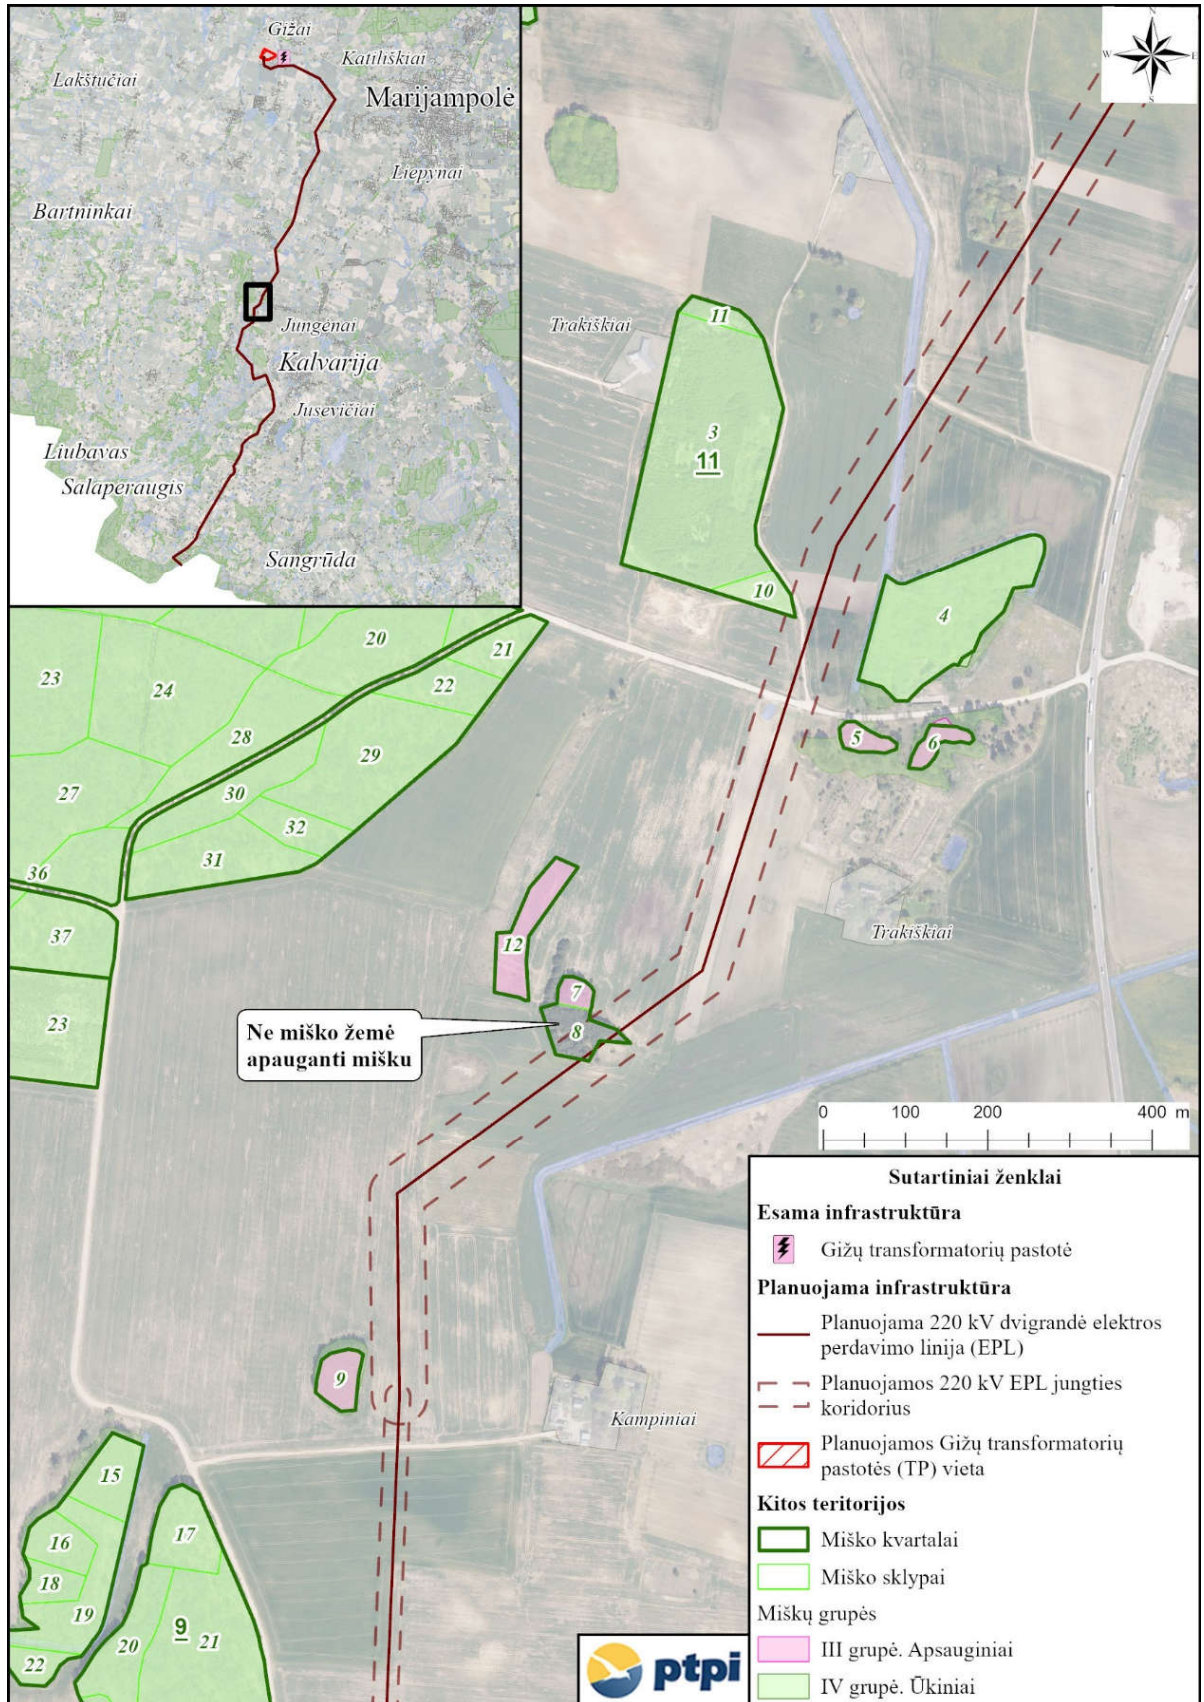 Gižai
Katiliškiai
Lakštučiai
Marijampolė
Liepynai
Bartninkai
Jungėnai
Kalvarija
Jusevičiai
Liubavas
Salaperaugis
Sangrūda
N
W
E
S
11
Trakiškiai
3
11
10
4
20
21
23
24
22
28
29
5
6
27
30
32
31
36
12
Trakiškiai
37
7
8
23
Ne miško žemė
apauganti mišku
0 100 200 400 m
9
Kampiniai
15
17
16
18
19
9
20
21
22
ptpi
Sutartiniai ženklai
Esama infrastruktūra
Gižų transformatorių pastotė
Planuojama infrastruktūra
Planuojama 220 kV dvigrandė elektros
perdavimo linija (EPL)
Planuojamos 220 kV EPL jungties
koridorius
Planuojamos Gižų transformatorių
pastotės (TP) vieta
Kitos teritorijos
Miško kvartalai
Miško sklypai
Miškų grupės
III grupė. Apsauginiai
IV grupė. Ūkiniai